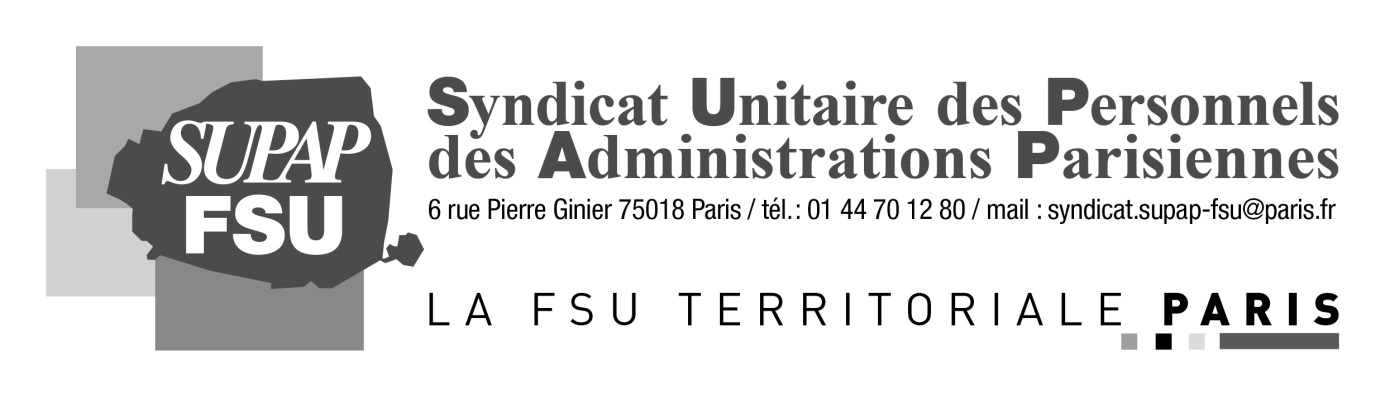 SUPAP
FSU
Syndicat Unitaire des Personnels
des Administrations Parisiennes
6 rue Pierre Ginier 75018 Paris / tél.: 01 44 70 12 80 / mail : syndicat.supap-fsu@paris.fr
LA FSU TERRITORIALE PARIS